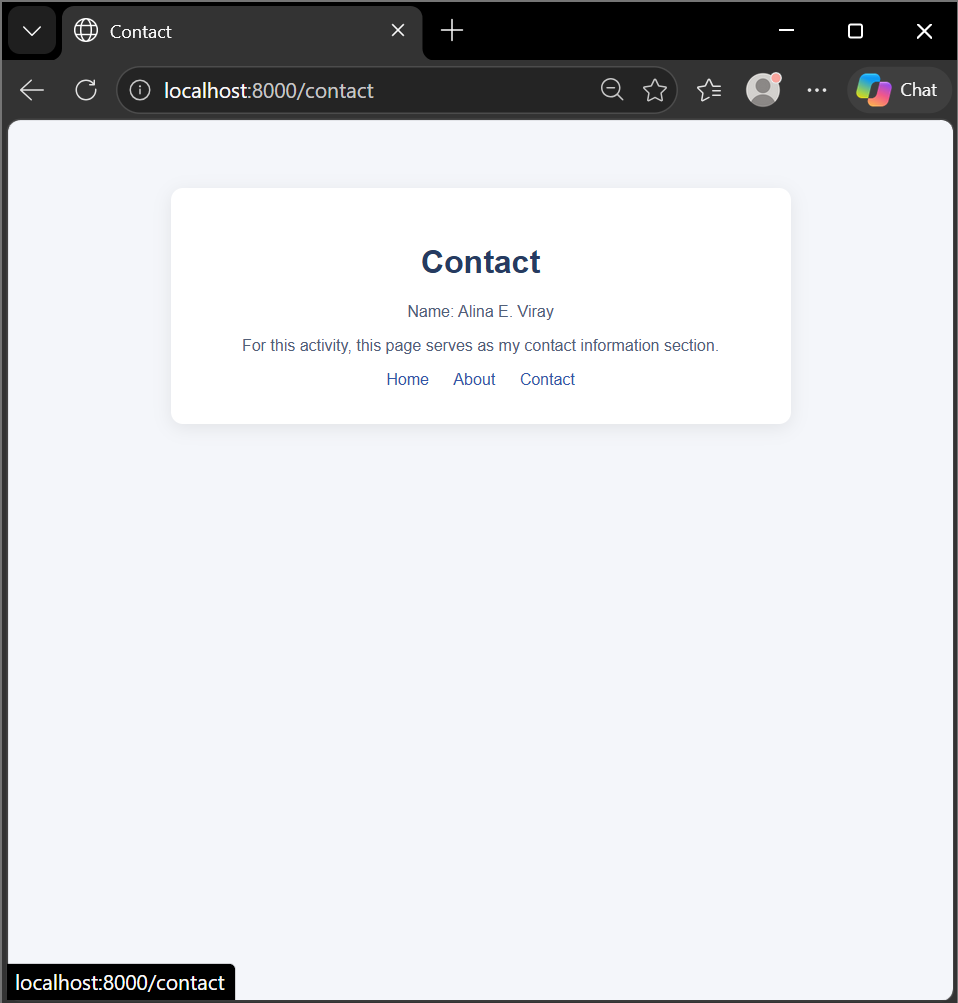 Contact
localhost:8000/contact
Chat
Contact
Name: Alina E. Viray
For this activity, this page serves as my contact information section.
Home About Contact
localhost:8000/contact